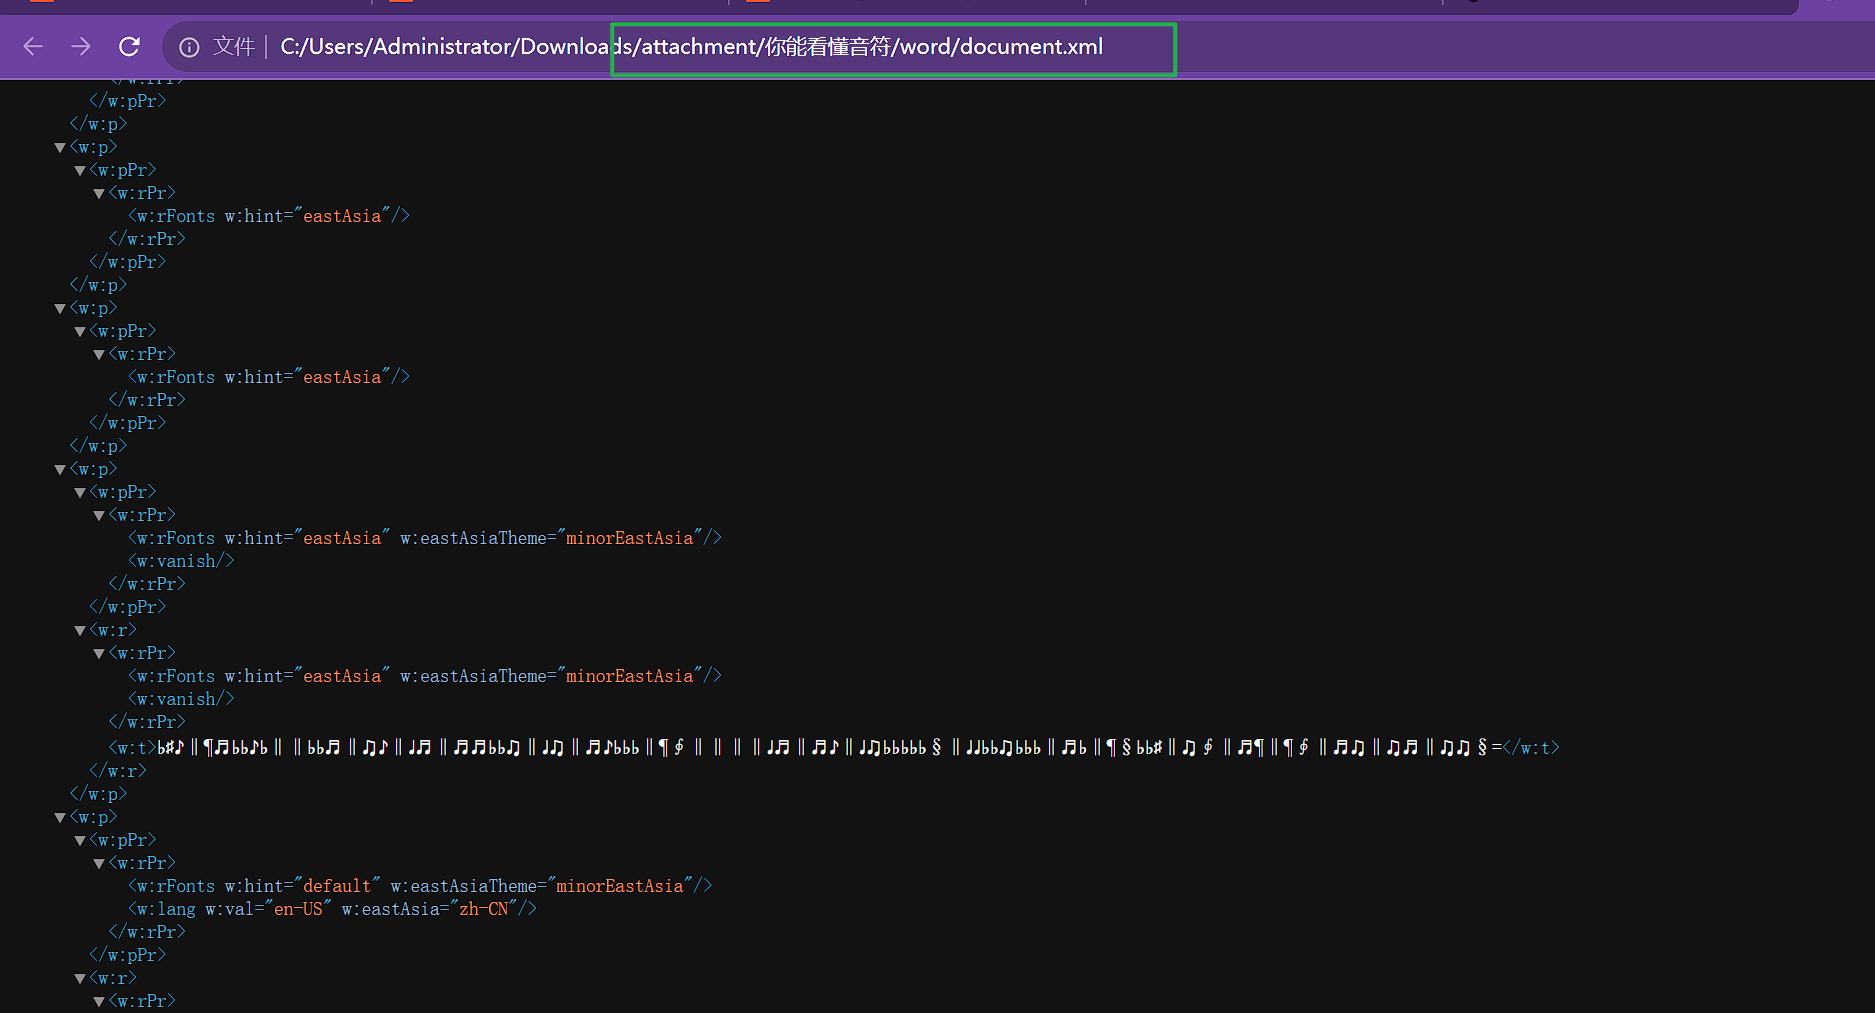 文件 | C:/Users/Administrator/Downloads/attachment/你能看懂音符/word/document.xml
</w:rPr>
</w:pPr>
</w:p>
▼<w:p>
▼<w:pPr>
▼<w:rPr>
<w:rFonts w:hint="eastAsia"/>
</w:rPr>
</w:pPr>
</w:p>
▼<w:p>
▼<w:pPr>
▼<w:rPr>
<w:rFonts w:hint="eastAsia"/>
</w:rPr>
</w:pPr>
</w:p>
▼<w:p>
▼<w:pPr>
▼<w:rPr>
<w:rFonts w:hint="eastAsia" w:eastAsiaTheme="minorEastAsia"/>
<w:vanish/>
</w:rPr>
</w:pPr>
▼<w:r>
▼<w:rPr>
<w:rFonts w:hint="eastAsia" w:eastAsiaTheme="minorEastAsia"/>
<w:vanish/>
</w:rPr>
<w:t>♭♯♪‖¶♬♭♭♪♭‖‖♭♭♬‖♫♪‖♩♬‖♬♬♭♭♫‖♩♫‖♬♪♭♭♭‖¶∮‖‖‖‖♩♬‖♬♪‖♩♫♭♭♭♭♭§‖♩♩♭♭♫♭♭♭‖♬♭‖¶§♭♭♯‖♫∮‖♬¶‖¶∮‖♬♫‖♫♬‖♫♫§=</w:t>
</w:r>
</w:p>
▼<w:p>
▼<w:pPr>
▼<w:rPr>
<w:rFonts w:hint="default" w:eastAsiaTheme="minorEastAsia"/>
<w:lang w:val="en-US" w:eastAsia="zh-CN"/>
</w:rPr>
</w:pPr>
▼<w:r>
▼<w:rPr>